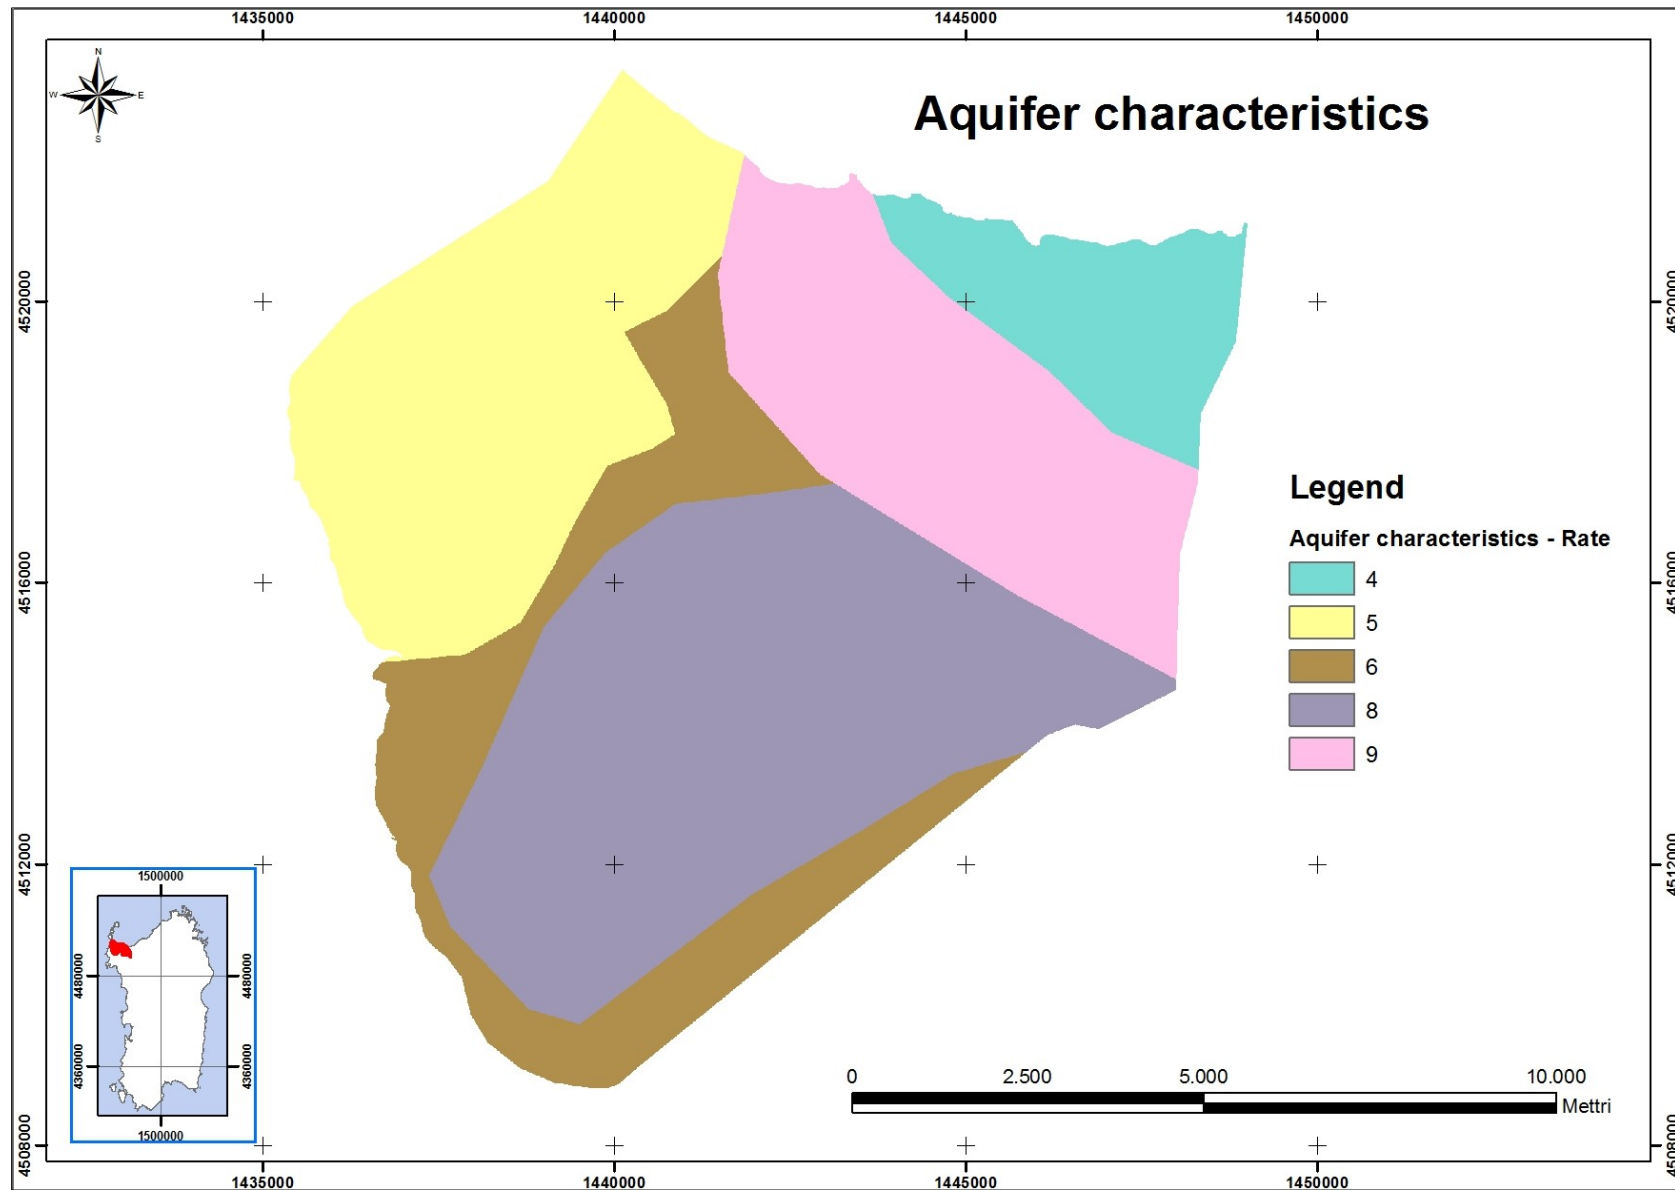 1435000 1440000 1445000 1450000
N
W E
S
Aquifer characteristics
4520000 4520000
4516000 4516000
4512000 4512000
4508000 4508000
Legend
Aquifer characteristics - Rate
4
5
6
8
9
1500000
4480000 4480000
4360000 4360000
1500000
0 2.500 5.000 10.000
Mettri
1435000 1440000 1445000 1450000